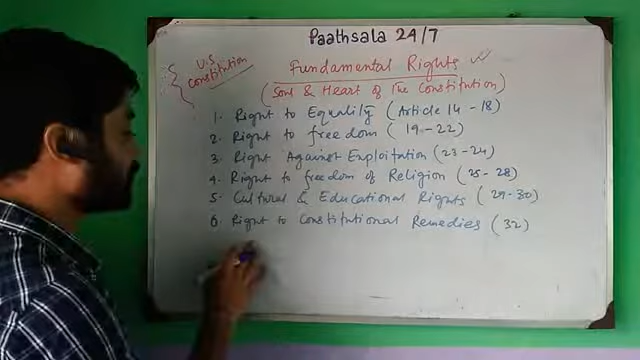 Paathsala 24/7
U.S
Constitution
Fundamental Rights
(Soul & Heart of The Constitution)
1. Right to Equality (Article 14 - 18)
2. Right to freedom (19-22)
3. Right Against Exploitation (23-24)
4. Right to freedom of Religion (25-28)
5. Cultural & Educational Rights (29-30)
6. Right to Constitutional Remedies (32)